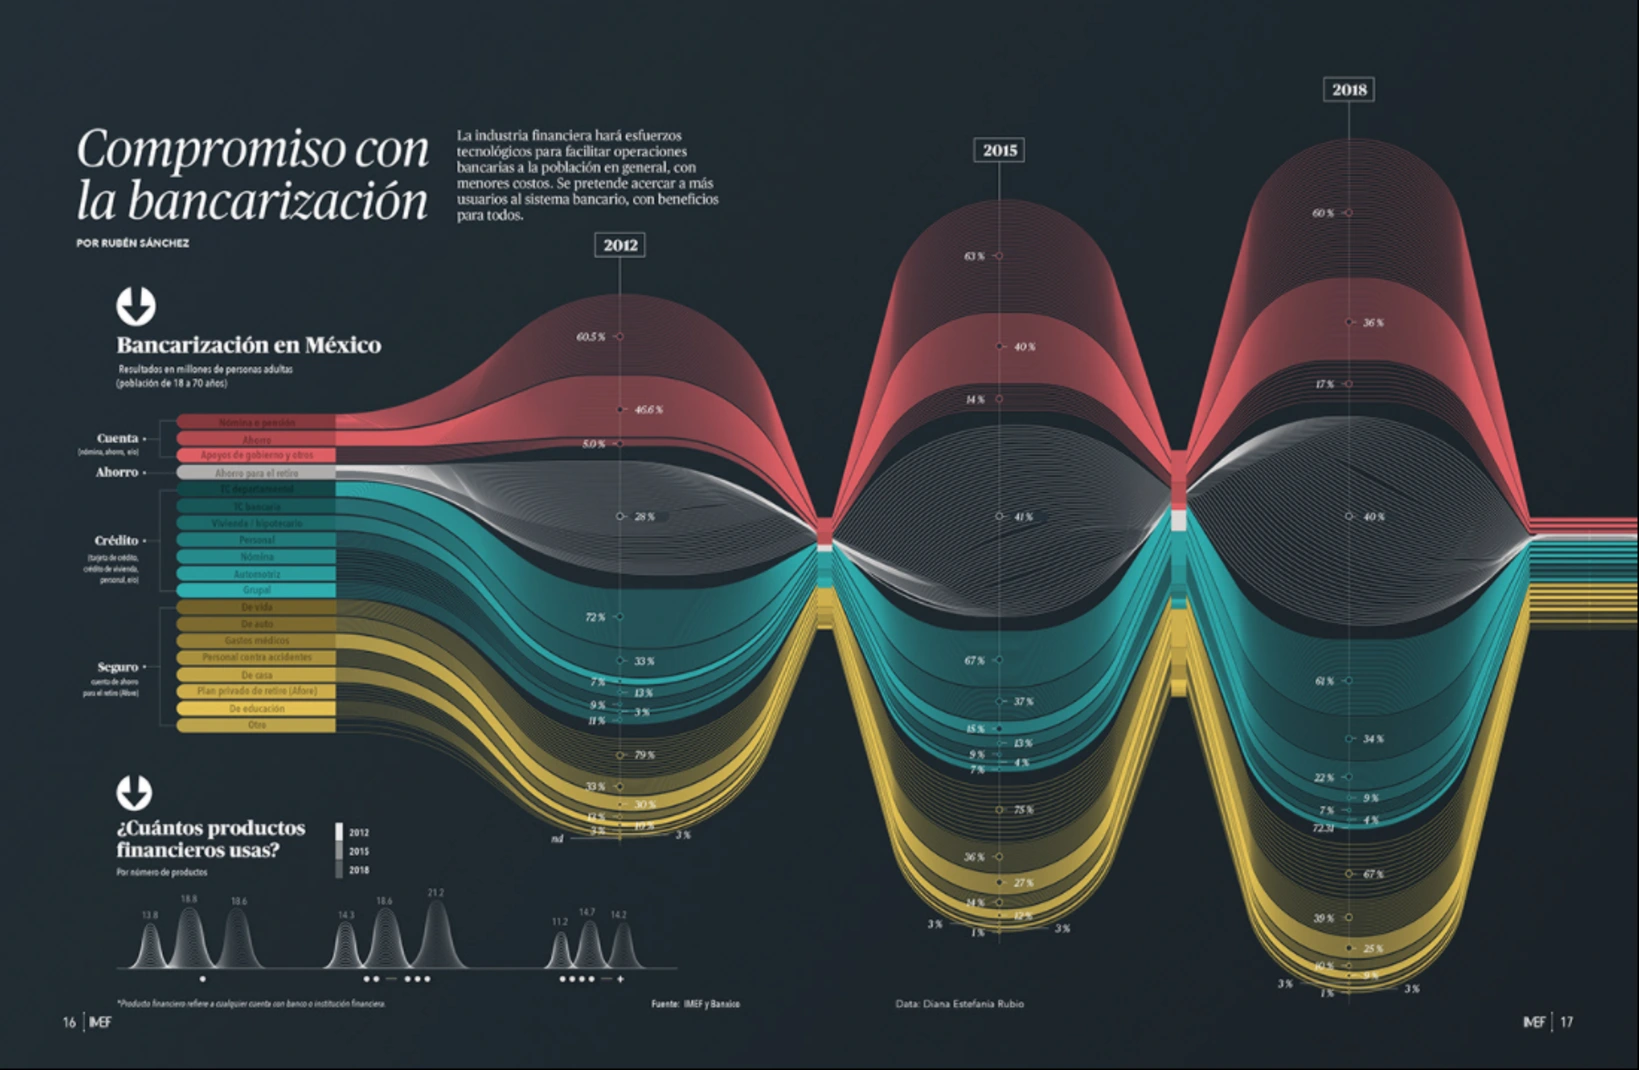 Compromiso con
la bancarización
POR RUBÉN SÁNCHEZ
La industria financiera hará esfuerzos
tecnológicos para facilitar operaciones
bancarias a la población en general, con
menores costos. Se pretende acercar a más
usuarios al sistema bancario, con beneficios
para todos.
Bancarización en México
Resultados en millones de personas adultas
(población de 18 a 70 años)
Cuenta
(nómina, ahorro, etc)
Nómina o pensión
Ahorro
Apoyos de gobierno y otros
Ahorro
Ahorro para el retiro
Crédito
(tarjeta de crédito,
crédito de vivienda,
personal, etc)
TC departamental
TC bancaria
Vivienda / hipotecario
Personal
Nómina
Automotriz
Grupal
Seguro
cuenta de ahorro
para el retiro (Afore)
De vida
De auto
Gastos médicos
Personal contra accidentes
De casa
Plan privado de retiro (Afore)
De educación
Otro
2012
60.5 %
46.6 %
5.0 %
28 %
72 %
33 %
7 %
13 %
9 %
3 %
11 %
79 %
33 %
30 %
3 %
nd
3 %
2015
63 %
40 %
14 %
41 %
67 %
37 %
15 %
13 %
9 %
4 %
7 %
75 %
36 %
27 %
14 %
12 %
3 %
1 %
3 %
2018
60 %
36 %
17 %
40 %
61 %
34 %
22 %
9 %
7 %
4 %
72.31
67 %
39 %
25 %
10 %
9 %
3 %
1 %
3 %
¿Cuántos productos
financieros usas?
Por número de productos
2012
2015
2018
13.8
18.8
18.6
14.3
18.6
21.2
11.2
14.7
14.2
*Producto financiero refiere a cualquier cuenta con banco o institución financiera.
Fuente: IMEF y Banxico
Data: Diana Estefania Rubio
16 | IMEF
IMEF | 17